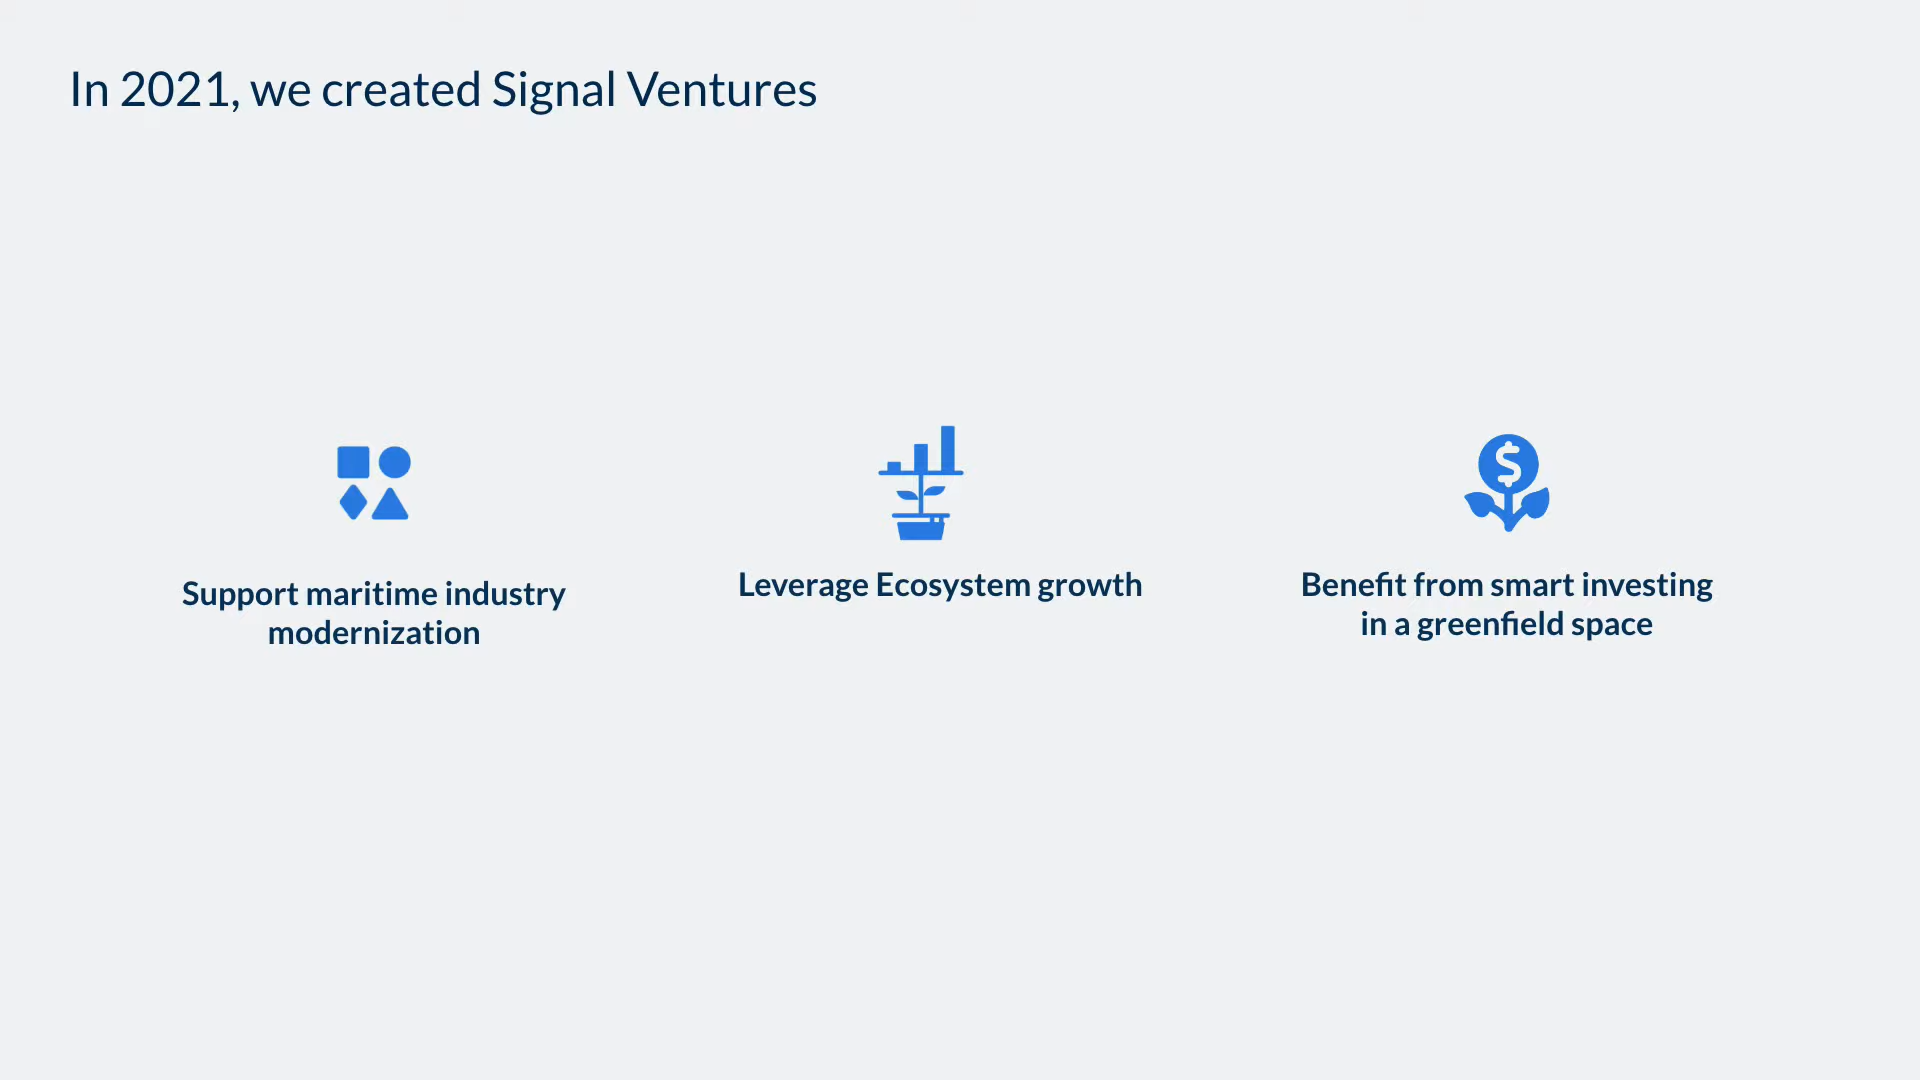 In 2021, we created Signal Ventures
Support maritime industry
modernization
Leverage Ecosystem growth
Benefit from smart investing
in a greenfield space